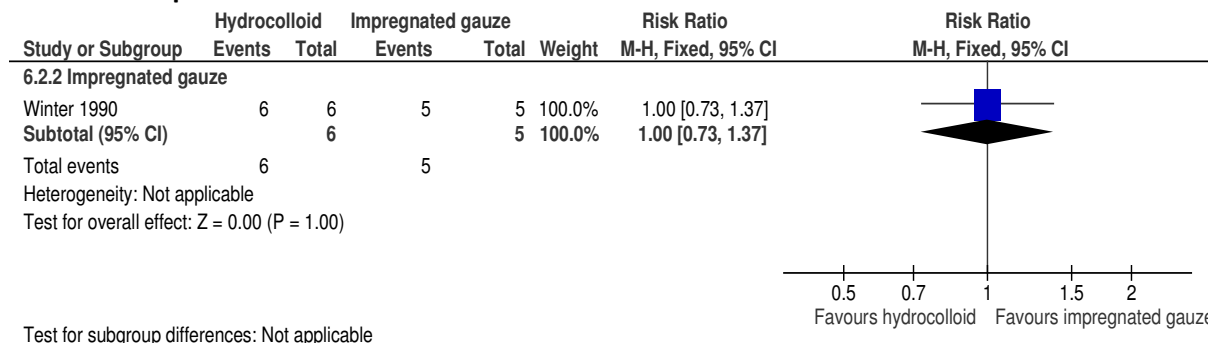 Hydrocolloid Impregnated gauze Risk Ratio Risk Ratio
Study or Subgroup Events Total Events Total Weight M-H, Fixed, 95% CI M-H, Fixed, 95% CI
6.2.2 Impregnated gauze
Winter 1990 6 6 5 5 100.0% 1.00 [0.73, 1.37]
Subtotal (95% CI) 6 5 100.0% 1.00 [0.73, 1.37]
Total events 6 5
Heterogeneity: Not applicable
Test for overall effect: Z = 0.00 (P = 1.00)
0.5 0.7 1 1.5 2
Favours hydrocolloid Favours impregnated gauze
Test for subgroup differences: Not applicable